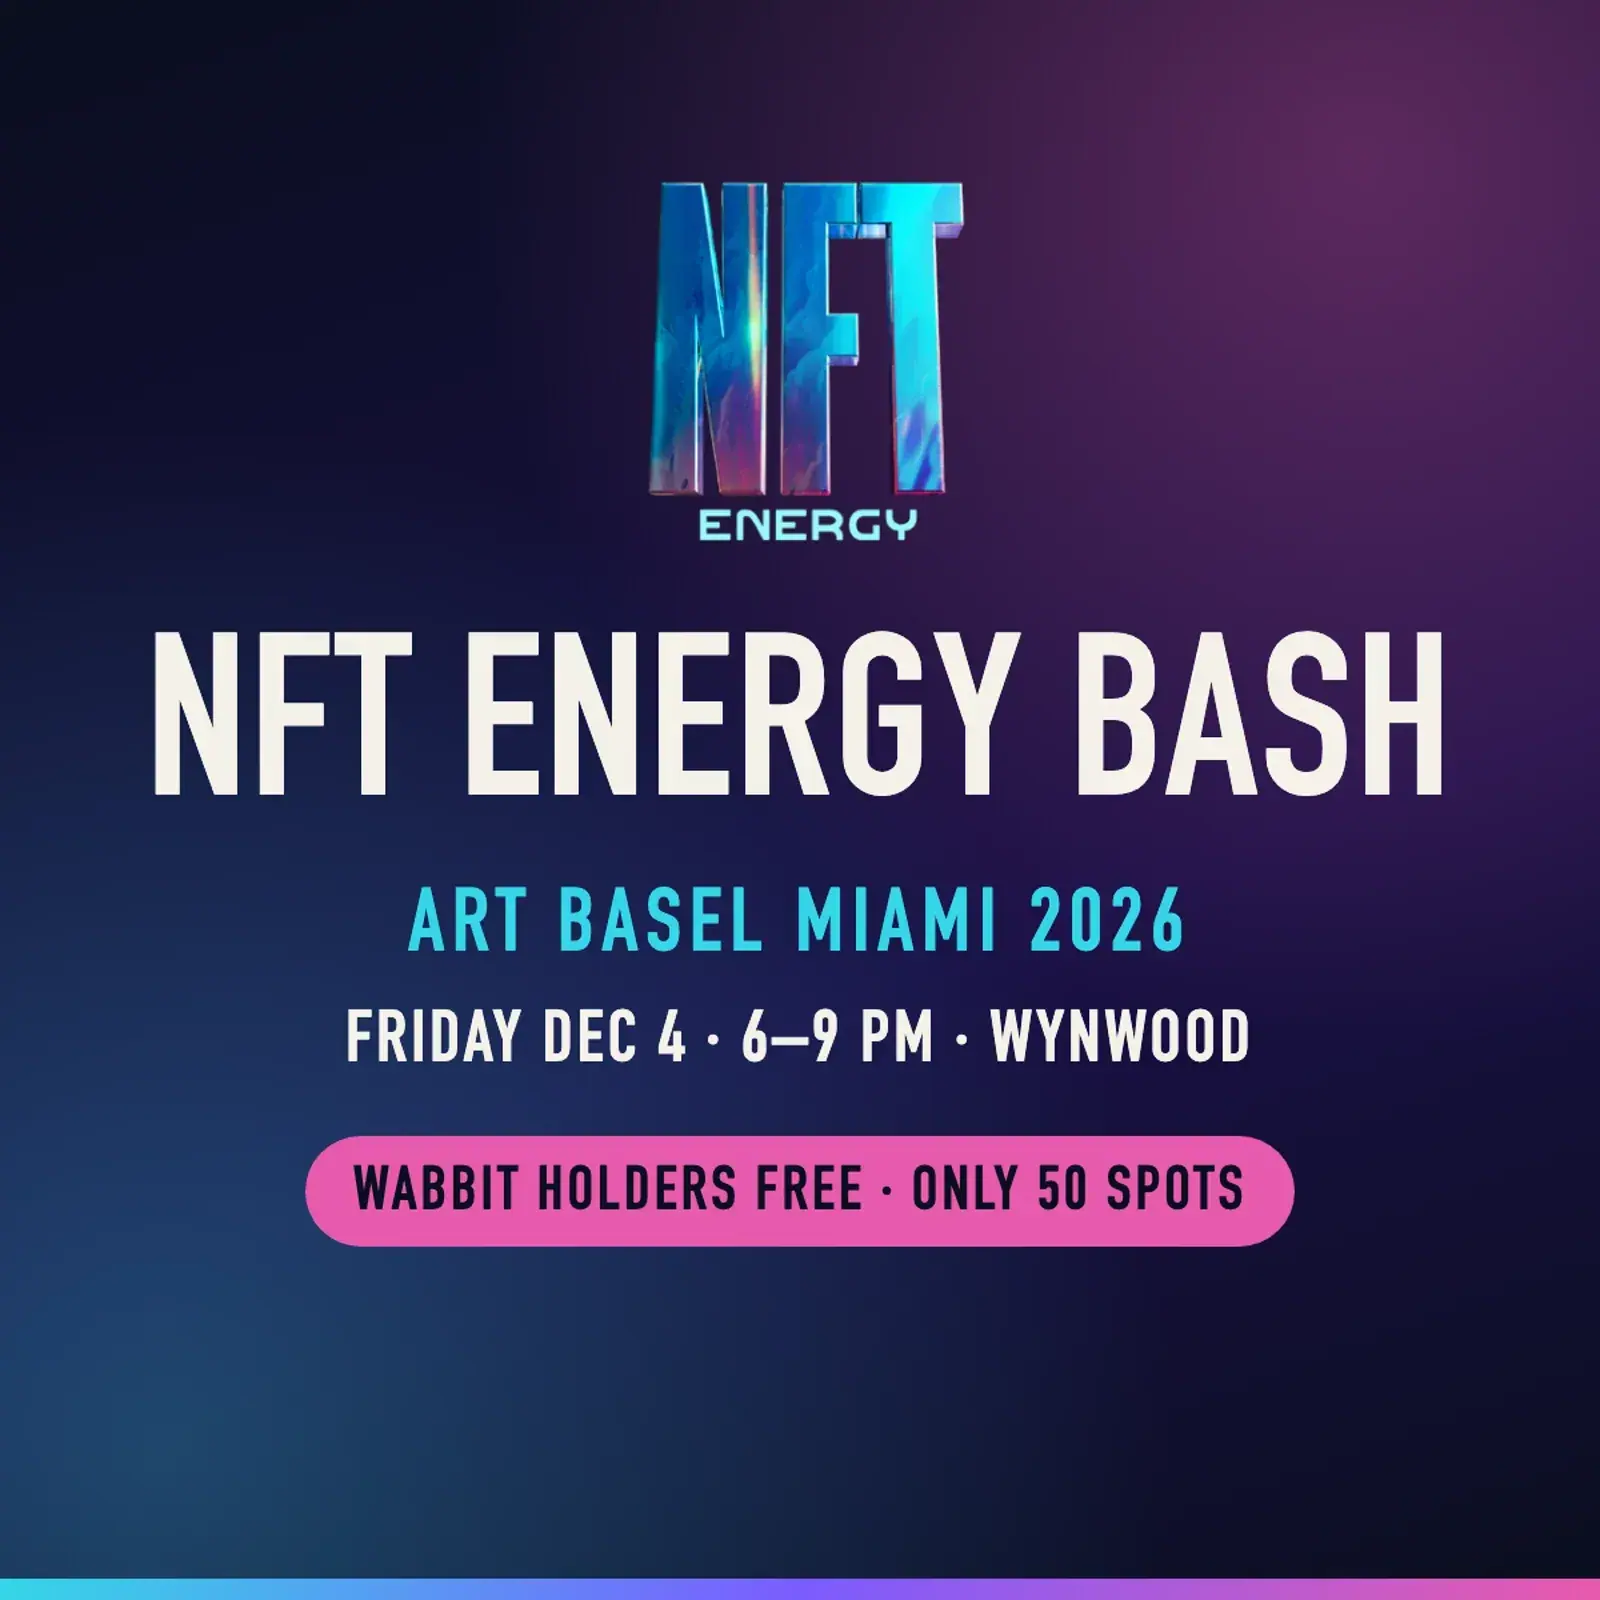 NFT
ENERGY
NFT ENERGY BASH
ART BASEL MIAMI 2026
FRIDAY DEC 4 · 6–9 PM · WYNWOOD
WABBIT HOLDERS FREE · ONLY 50 SPOTS